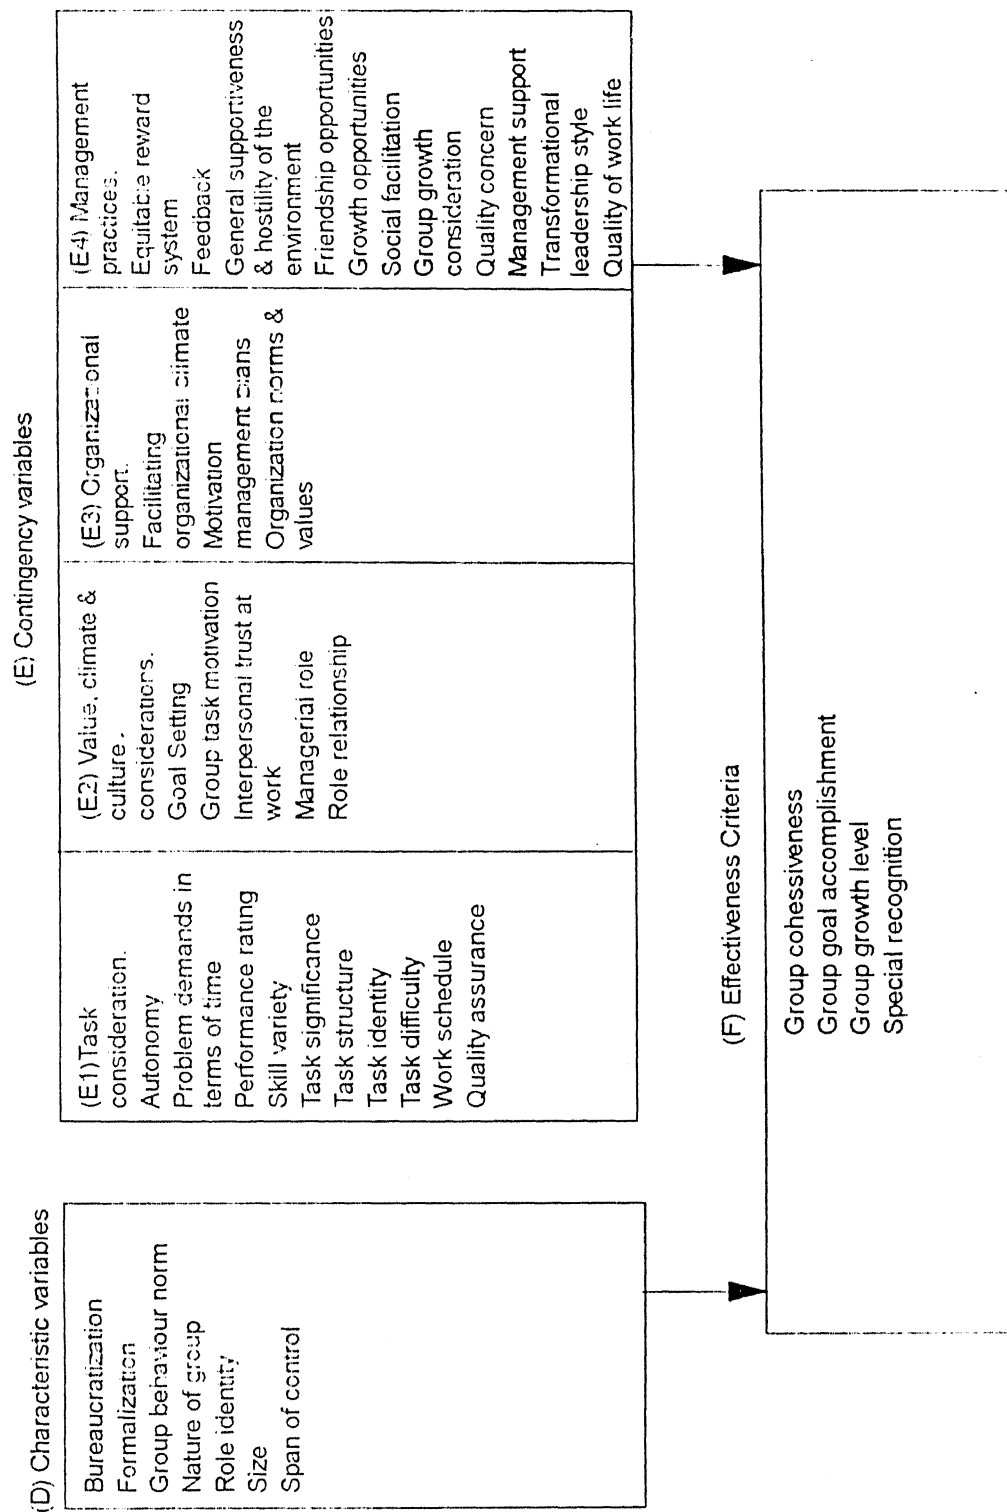 (D) Characteristic variables
Bureaucratization
Formalization
Group behaviour norm
Nature of group
Role identity
Size
Span of control
(E) Contingency variables
(E1)Task
consideration.
Autonomy
Problem demands in
terms of time
Performance rating
Skill variety
Task significance
Task structure
Task identity
Task difficulty
Work schedule
Quality assurance
(E2) Value, climate &
culture.
considerations.
Goal Setting
Group task motivation
Interpersonal trust at
work
Managerial role
Role relationship
(E3) Organizational
support.
Facilitating
organizational climate
Motivation
management plans
Organization norms &
values
(E4) Management
practices.
Equitable reward
system
Feedback
General supportiveness
& hostility of the
environment
Friendship opportunities
Growth opportunities
Social facilitation
Group growth
consideration
Quality concern
Management support
Transformational
leadership style
Quality of work life
(F) Effectiveness Criteria
Group cohessiveness
Group goal accomplishment
Group growth level
Special recognition